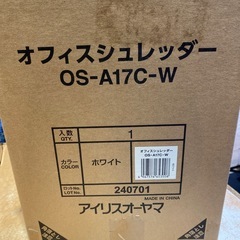 オフィスシュレッダー
OS-A17C-W
入数
QTY.
1
カラー
COLOR
ホワイト
オフィスシュレッダー
OS-A17C-W
ロットNo.
LOT No.
240701
MADE IN CHINA
アイリスオーヤマ